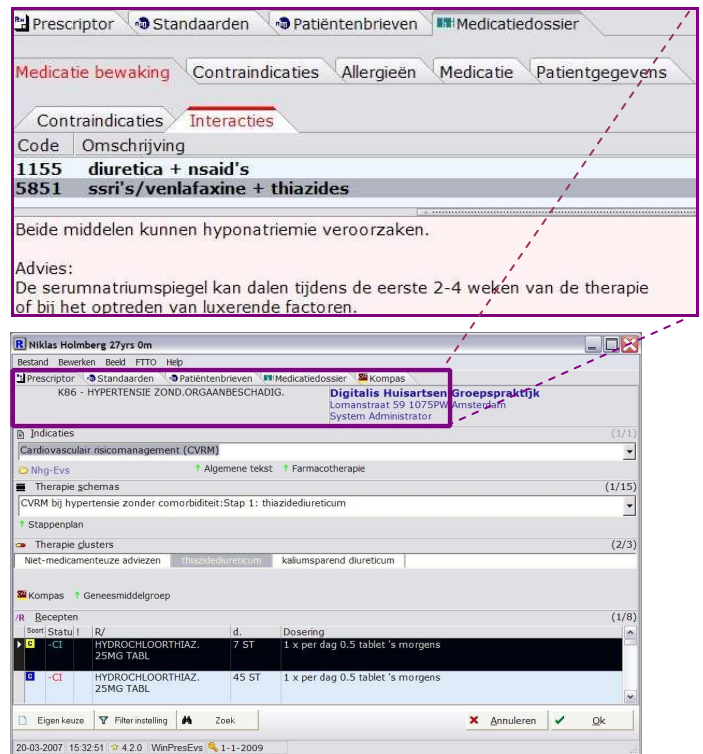 Prescriptor Standaarden Patiëntenbrieven Medicatiedossier
Medicatie bewaking Contraindicaties Allergieën Medicatie Patientgegevens
Contraindicaties Interacties
Code Omschrijving
1155 diuretica + nsaid's
5851 ssri's/venlafaxine + thiazides
Beide middelen kunnen hyponatriemie veroorzaken.
Advies:
De serumnatriumspiegel kan dalen tijdens de eerste 2-4 weken van de therapie
of bij het optreden van luxerende factoren.
R Niklas Holmberg 27yrs 0m
Bestand Bewerken Beeld FTTO Help
Prescriptor Standaarden Patiëntenbrieven Medicatiedossier Kompas
K86 - HYPERTENSIE ZOND.ORGAANBESCHADIG. Digitalis Huisartsen Groepspraktijk
Lomanstraat 59 1075PW Amsterdam
System Administrator
Indicaties (1/1)
Cardiovasculair risicomanagement (CVRM)
Nhg-Evs ? Algemene tekst ? Farmacotherapie
Therapie schemas (1/15)
CVRM bij hypertensie zonder comorbiditeit:Stap 1: thiazidediureticum
? Stappenplan
Therapie clusters (2/3)
Niet-medicamenteuze adviezen thiazidediureticum kaliumsparend diureticum
Kompas ? Geneesmiddelgroep
/R Recepten (1/8)
Soort Statu ! R/ d. Dosering
G -CI HYDROCHLOORTHIAZ. 7 ST 1 x per dag 0.5 tablet 's morgens
25MG TABL
G -CI HYDROCHLOORTHIAZ. 45 ST 1 x per dag 0.5 tablet 's morgens
25MG TABL
Eigen keuze Filterinstelling Zoek Annuleren Ok
20-03-2007 15:32:51 4.2.0 WinPresEvs 1-1-2009